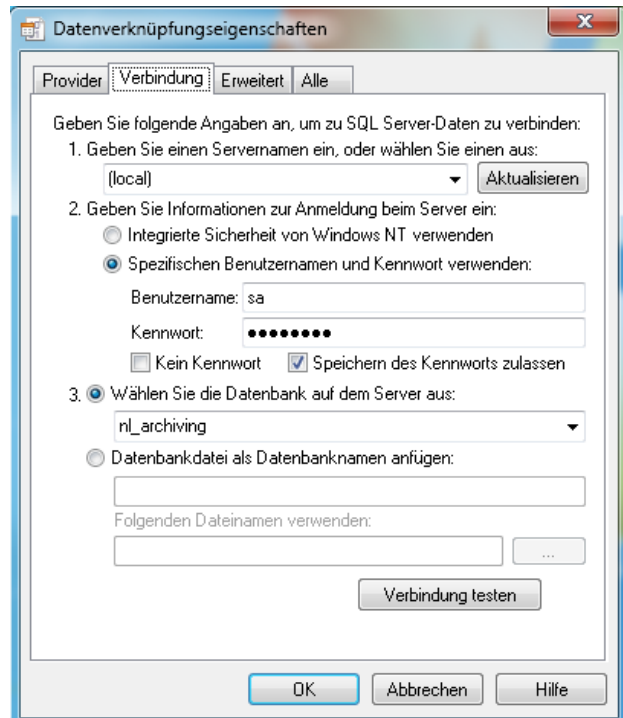 Datenverknüpfungseigenschaften
Provider Verbindung Erweitert Alle
Geben Sie folgende Angaben an, um zu SQL Server-Daten zu verbinden:
1. Geben Sie einen Servernamen ein, oder wählen Sie einen aus:
(local) Aktualisieren
2. Geben Sie Informationen zur Anmeldung beim Server ein:
Integrierte Sicherheit von Windows NT verwenden
Spezifischen Benutzernamen und Kennwort verwenden:
Benutzername: sa
Kennwort: ●●●●●●●●
Kein Kennwort Speichern des Kennworts zulassen
3. Wählen Sie die Datenbank auf dem Server aus:
nl_archiving
Datenbankdatei als Datenbanknamen anfügen:
Folgenden Dateinamen verwenden:
...
Verbindung testen
OK Abbrechen Hilfe